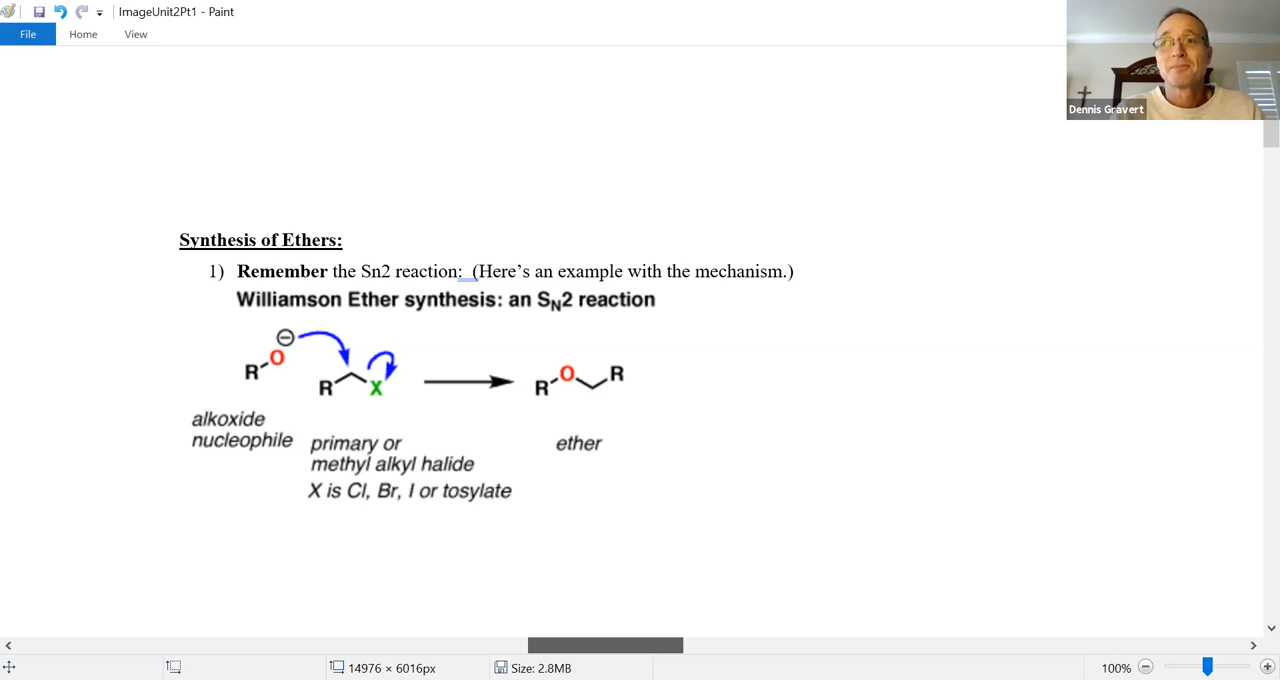 ImageUnit2Pt1 - Paint
File Home View
Dennis Gravert
Synthesis of Ethers:
1) Remember the Sn2 reaction: (Here’s an example with the mechanism.)
Williamson Ether synthesis: an SN2 reaction
R O R X R O R
alkoxide
nucleophile
primary or
methyl alkyl halide
X is Cl, Br, I or tosylate
ether
14976 × 6016px Size: 2.8MB 100%